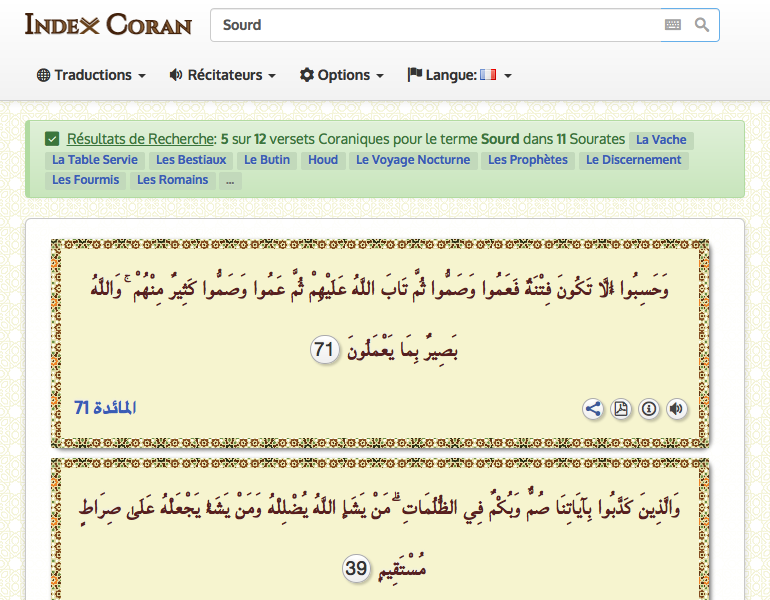 Index Coran
Sourd
Traductions Récitateurs Options Langue:
Résultats de Recherche: 5 sur 12 versets Coraniques pour le terme Sourd dans 11 Sourates La Vache
La Table Servie Les Bestiaux Le Butin Houd Le Voyage Nocturne Les Prophètes Le Discernement
Les Fourmis Les Romains ...
وَحَسِبُوا أَلَّا تَكُونَ فِتْنَةٌ فَعَمُوا وَصَمُّوا ثُمَّ تَابَ اللَّهُ عَلَيْهِمْ ثُمَّ عَمُوا وَصَمُّوا كَثِيرٌ مِنْهُمْ ۚ وَاللَّهُ
بَصِيرٌ بِمَا يَعْمَلُونَ 71
المائدة 71
وَالَّذِينَ كَذَّبُوا بِآيَاتِنَا صُمٌّ وَبُكْمٌ فِي الظُّلُمَاتِ ۗ مَنْ يَشَإِ اللَّهُ يُضْلِلْهُ وَمَنْ يَشَأْ يَجْعَلْهُ عَلَىٰ صِرَاطٍ
مُسْتَقِيمٍ 39